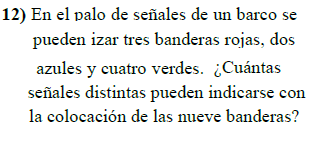 12) En el palo de señales de un barco se
pueden izar tres banderas rojas, dos
azules y cuatro verdes. ¿Cuántas
señales distintas pueden indicarse con
la colocación de las nueve banderas?